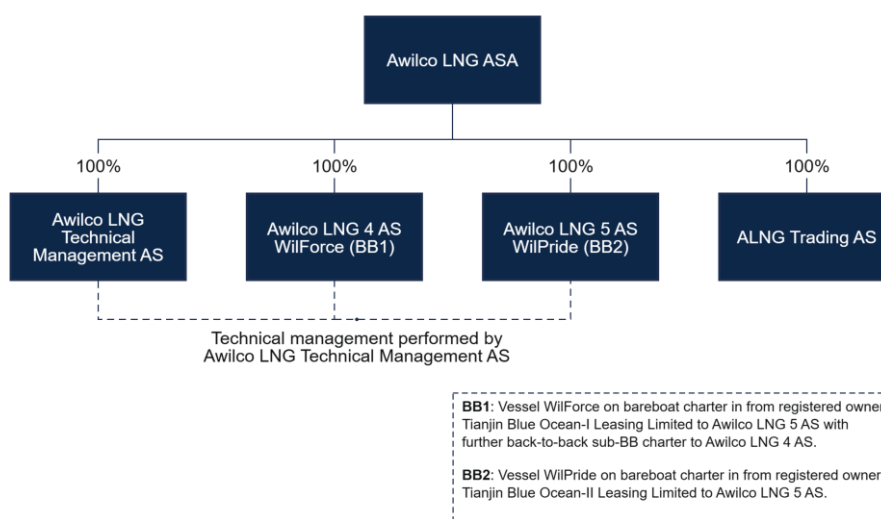 Awilco LNG ASA
100%
100%
100%
100%
Awilco LNG
Technical
Management AS
Awilco LNG 4 AS
WilForce (BB1)
Awilco LNG 5 AS
WilPride (BB2)
ALNG Trading AS
Technical management performed by
Awilco LNG Technical Management AS
BB1: Vessel WilForce on bareboat charter in from registered owner
Tianjin Blue Ocean-I Leasing Limited to Awilco LNG 5 AS with
further back-to-back sub-BB charter to Awilco LNG 4 AS.
BB2: Vessel WilPride on bareboat charter in from registered owner
Tianjin Blue Ocean-II Leasing Limited to Awilco LNG 5 AS.